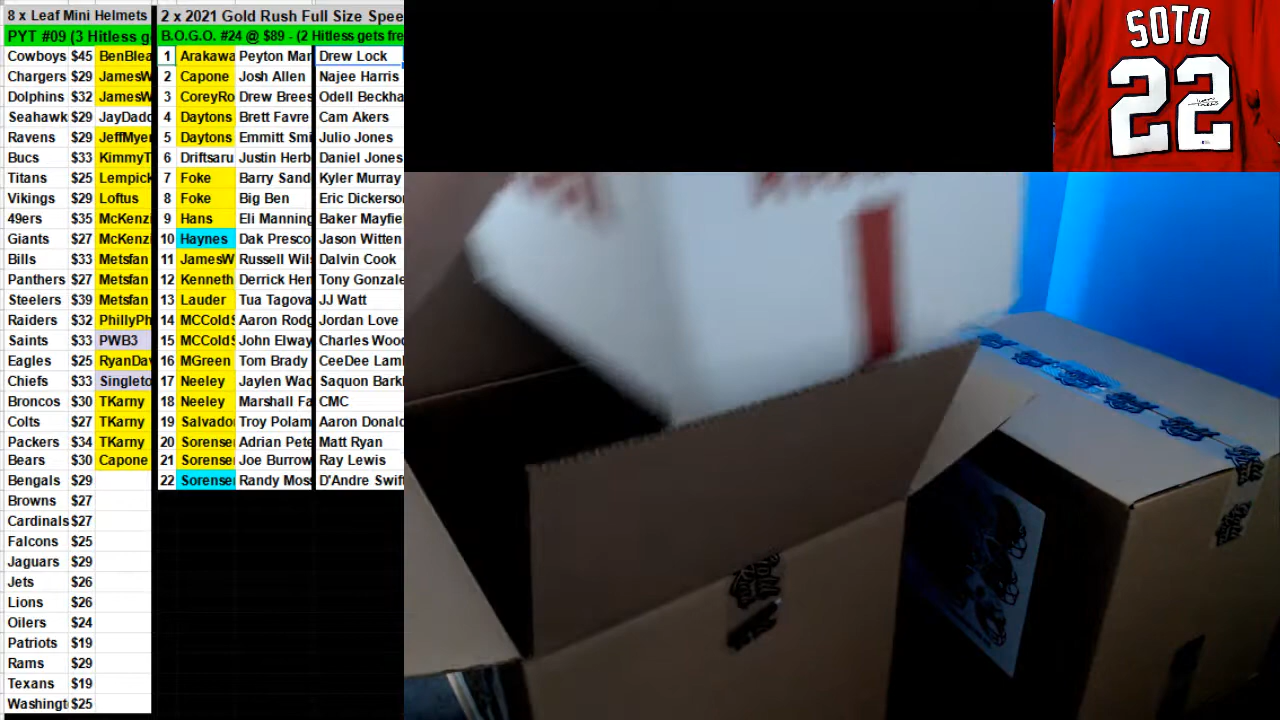 8 x Leaf Mini Helmets
PYT #09 (3 Hitless g
Cowboys $45 BenBlea
Chargers $29 JamesW
Dolphins $32 JamesW
Seahawk $29 JayDadd
Ravens $29 JeffMyer
Bucs $33 KimmyT
Titans $25 Lempick
Vikings $29 Loftus
49ers $35 McKenzi
Giants $27 McKenzi
Bills $33 Metsfan
Panthers $27 Metsfan
Steelers $39 Metsfan
Raiders $32 PhillyPh
Saints $33 PWB3
Eagles $25 RyanDav
Chiefs $33 Singleto
Broncos $30 TKarny
Colts $27 TKarny
Packers $34 TKarny
Bears $30 Capone
Bengals $29
Browns $27
Cardinals $27
Falcons $25
Jaguars $29
Jets $26
Lions $26
Oilers $24
Patriots $19
Rams $29
Texans $19
Washingt $25
2 x 2021 Gold Rush Full Size Spee
B.O.G.O. #24 @ $89 - (2 Hitless gets fre
1 Arakawa Peyton Mar Drew Lock
2 Capone Josh Allen Najee Harris
3 CoreyRo Drew Brees Odell Beckha
4 Daytons Brett Favre Cam Akers
5 Daytons Emmitt Smi Julio Jones
6 Driftsaru Justin Herb Daniel Jones
7 Foke Barry Sand Kyler Murray
8 Foke Big Ben Eric Dickerso
9 Hans Eli Manning Baker Mayfie
10 Haynes Dak Presco Jason Witten
11 JamesW Russell Wils Dalvin Cook
12 Kenneth Derrick Hen Tony Gonzale
13 Lauder Tua Tagova JJ Watt
14 MCColdS Aaron Rodg Jordan Love
15 MCColdS John Elway Charles Wood
16 MGreen Tom Brady CeeDee Lam
17 Neeley Jaylen Wad Saquon Bark
18 Neeley Marshall Fa CMC
19 Salvado Troy Polam Aaron Donald
20 Sorense Adrian Pete Matt Ryan
21 Sorense Joe Burrow Ray Lewis
22 Sorense Randy Moss D'Andre Swift
SOTO
22